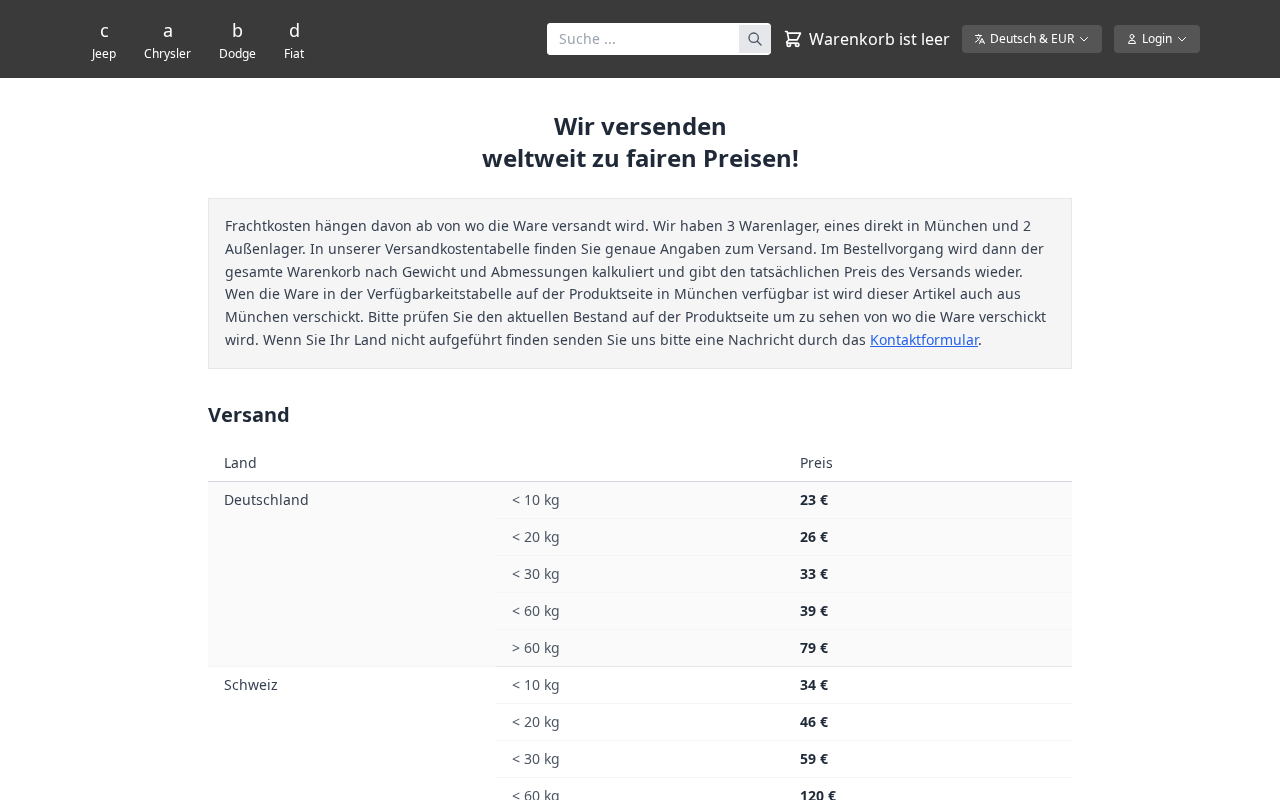 c a b d
Jeep Chrysler Dodge Fiat
Suche ...
Warenkorb ist leer
Deutsch & EUR
Login
Wir versenden
weltweit zu fairen Preisen!
Frachtkosten hängen davon ab von wo die Ware versandt wird. Wir haben 3 Warenlager, eines direkt in München und 2
Außenlager. In unserer Versandkostentabelle finden Sie genaue Angaben zum Versand. Im Bestellvorgang wird dann der
gesamte Warenkorb nach Gewicht und Abmessungen kalkuliert und gibt den tatsächlichen Preis des Versands wieder.
Wen die Ware in der Verfügbarkeitstabelle auf der Produktseite in München verfügbar ist wird dieser Artikel auch aus
München verschickt. Bitte prüfen Sie den aktuellen Bestand auf der Produktseite um zu sehen von wo die Ware verschickt
wird. Wenn Sie Ihr Land nicht aufgeführt finden senden Sie uns bitte eine Nachricht durch das Kontaktformular.
Versand
Land Preis
Deutschland < 10 kg 23 €
< 20 kg 26 €
< 30 kg 33 €
< 60 kg 39 €
> 60 kg 79 €
Schweiz < 10 kg 34 €
< 20 kg 46 €
< 30 kg 59 €
< 60 kg 120 €